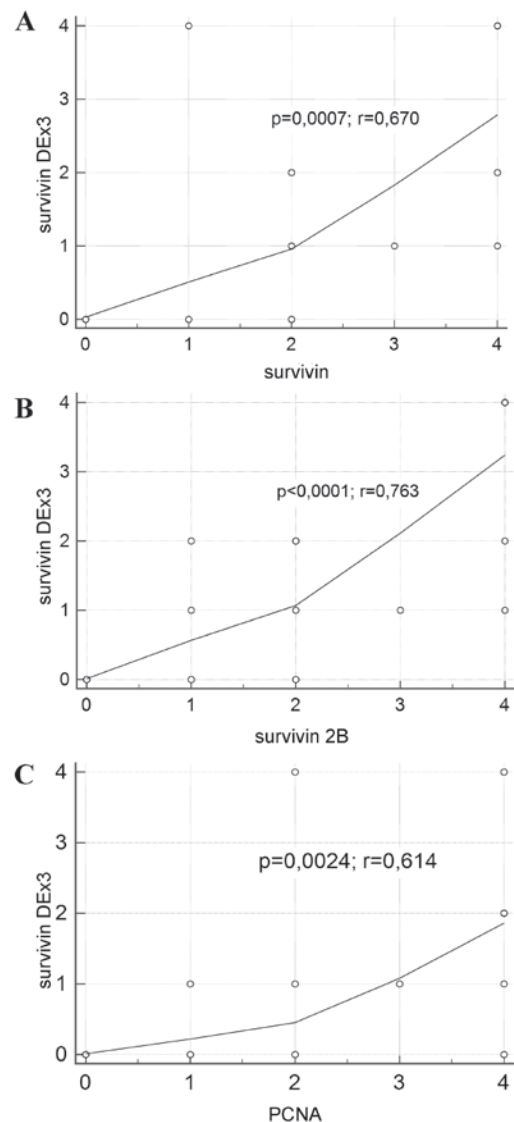 A
4
3
2
1
0
survivin DEx3
p=0,0007; r=0,670
0 1 2 3 4
survivin
B
4
3
2
1
0
survivin DEx3
p<0,0001; r=0,763
0 1 2 3 4
survivin 2B
C
4
3
2
1
0
survivin DEx3
p=0,0024; r=0,614
0 1 2 3 4
PCNA